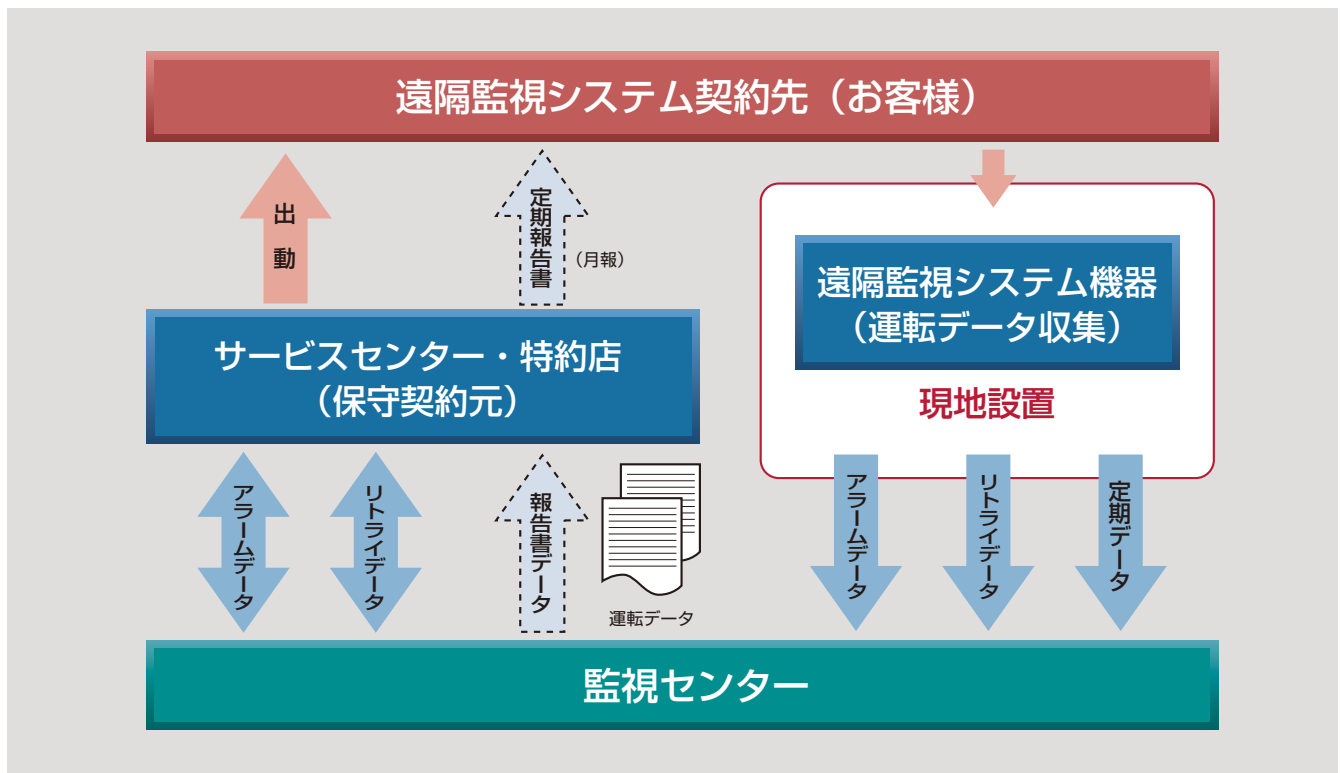 遠隔監視システム契約先（お客様）
出動
定期報告書
（月報）
遠隔監視システム機器
（運転データ収集）
現地設置
サービスセンター・特約店
（保守契約元）
アラームデータ
リトライデータ
報告書データ
運転データ
アラームデータ
リトライデータ
定期データ
監視センター